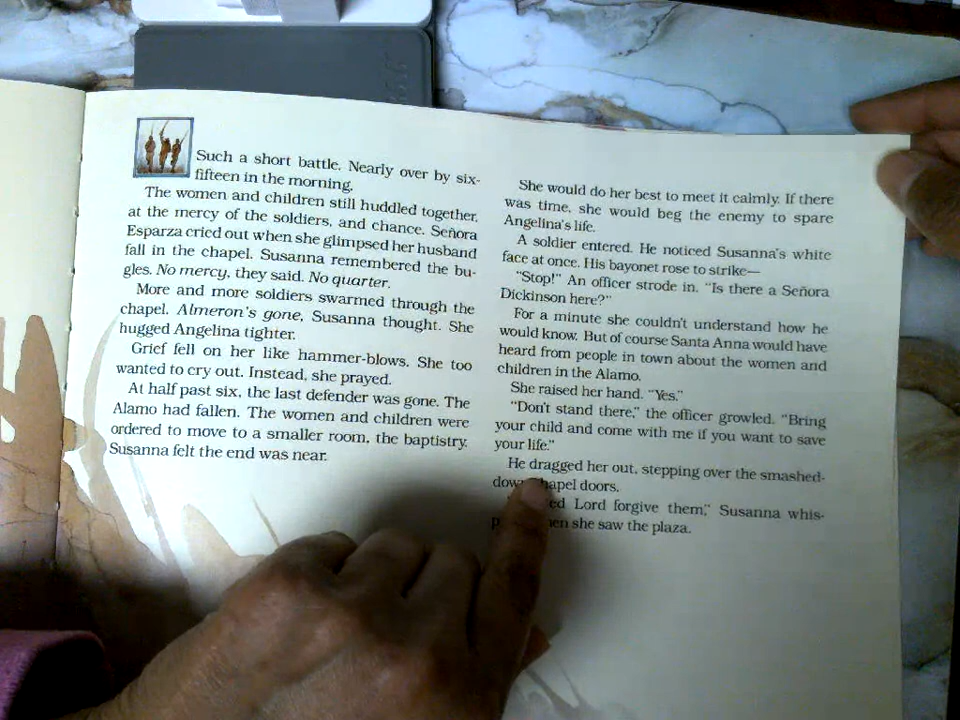 Such a short battle. Nearly over by six-
fifteen in the morning.
The women and children still huddled together,
at the mercy of the soldiers, and chance. Señora
Esparza cried out when she glimpsed her husband
fall in the chapel. Susanna remembered the bu-
gles. No mercy, they said. No quarter.
More and more soldiers swarmed through the
chapel. Almeron's gone, Susanna thought. She
hugged Angelina tighter.
Grief fell on her like hammer-blows. She too
wanted to cry out. Instead, she prayed.
At half past six, the last defender was gone. The
Alamo had fallen. The women and children were
ordered to move to a smaller room, the baptistry.
Susanna felt the end was near.
She would do her best to meet it calmly. If there
was time, she would beg the enemy to spare
Angelina's life.
A soldier entered. He noticed Susanna's white
face at once. His bayonet rose to strike—
"Stop!" An officer strode in. "Is there a Señora
Dickinson here?"
For a minute she couldn't understand how he
would know. But of course Santa Anna would have
heard from people in town about the women and
children in the Alamo.
She raised her hand. "Yes."
"Don't stand there," the officer growled. "Bring
your child and come with me if you want to save
your life."
He dragged her out, stepping over the smashed-
down chapel doors.
Lord forgive them," Susanna whis-
she saw the plaza.